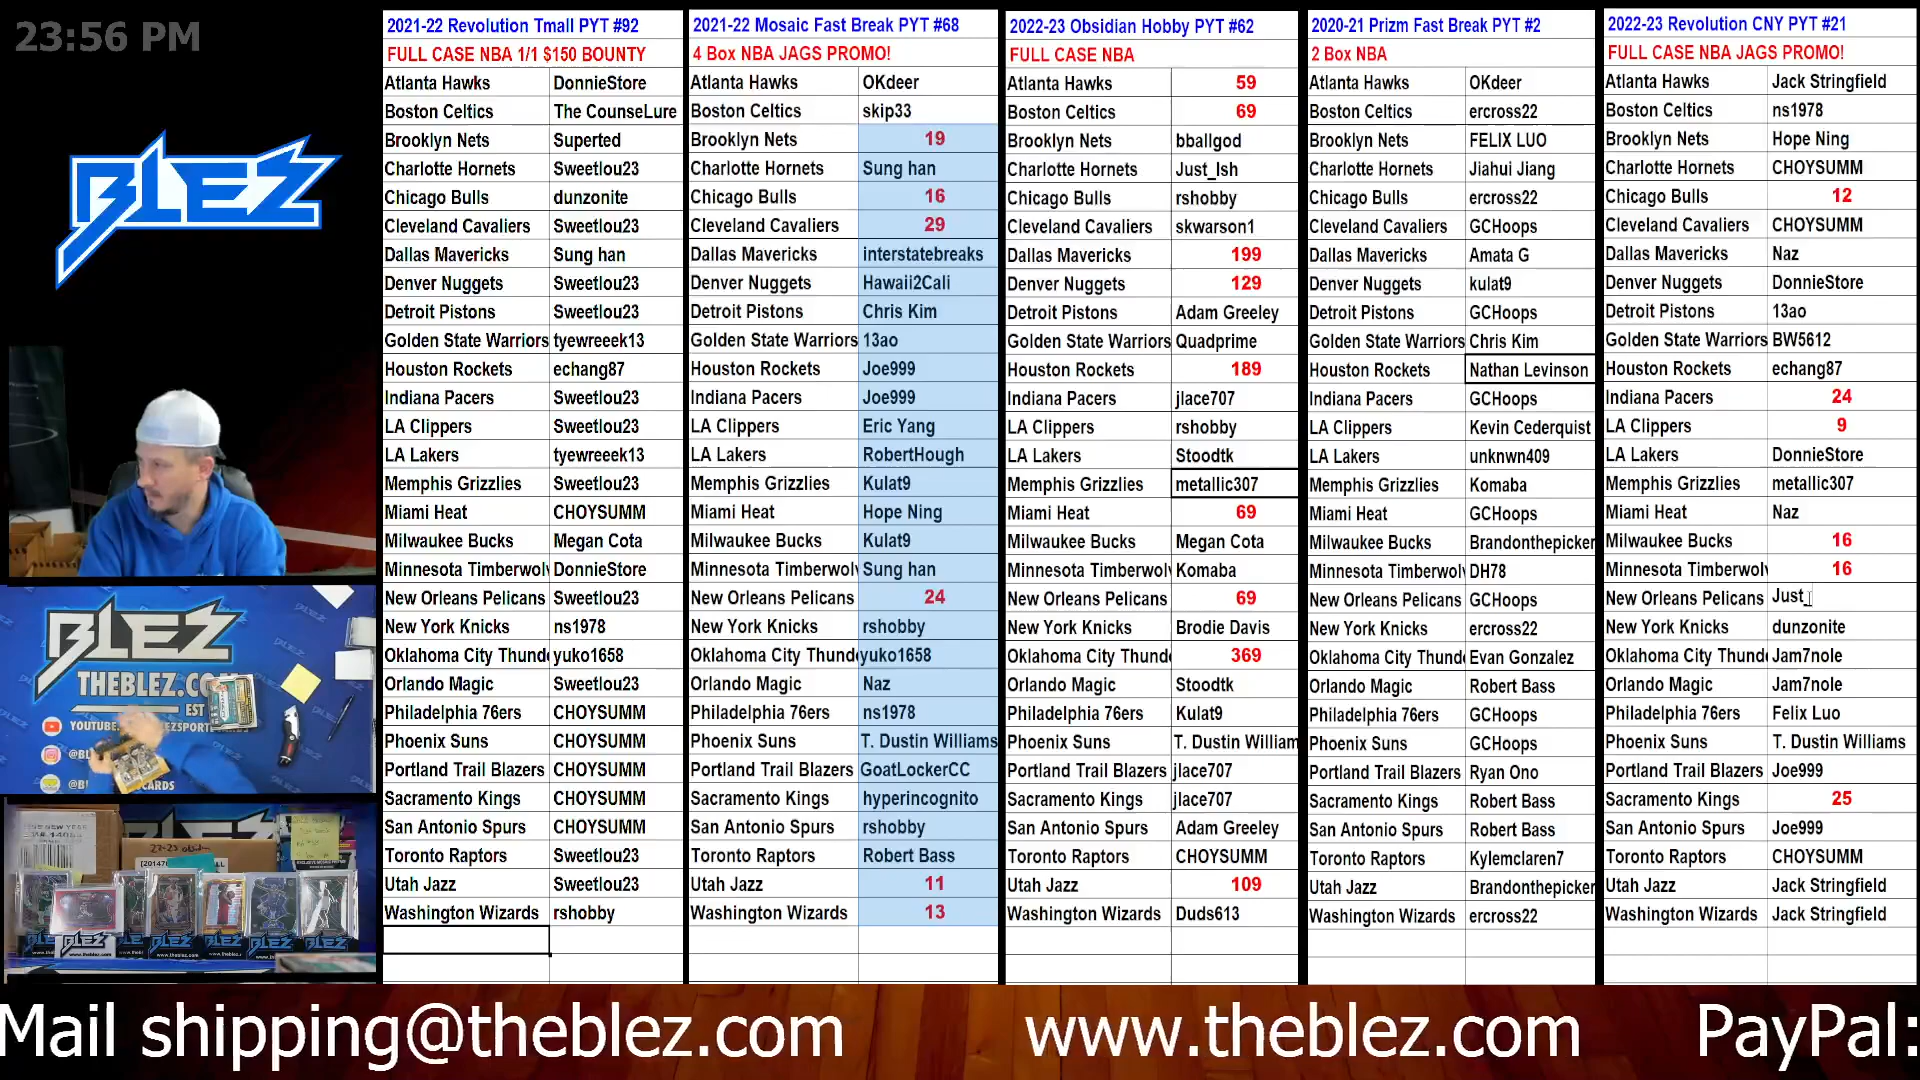 23:56 PM
BLEZ
BLEZ
THEBLEZ.CO
EST
YOUTUBE
CARDS
2021-22 Revolution Tmall PYT #92
FULL CASE NBA 1/1 $150 BOUNTY
Atlanta Hawks DonnieStore
Boston Celtics The CounseLure
Brooklyn Nets Superted
Charlotte Hornets Sweetlou23
Chicago Bulls dunzonite
Cleveland Cavaliers Sweetlou23
Dallas Mavericks Sung han
Denver Nuggets Sweetlou23
Detroit Pistons Sweetlou23
Golden State Warriors tyewreeek13
Houston Rockets echang87
Indiana Pacers Sweetlou23
LA Clippers Sweetlou23
LA Lakers tyewreeek13
Memphis Grizzlies Sweetlou23
Miami Heat CHOYSUMM
Milwaukee Bucks Megan Cota
Minnesota Timberwolv DonnieStore
New Orleans Pelicans Sweetlou23
New York Knicks ns1978
Oklahoma City Thund yuko1658
Orlando Magic Sweetlou23
Philadelphia 76ers CHOYSUMM
Phoenix Suns CHOYSUMM
Portland Trail Blazers CHOYSUMM
Sacramento Kings CHOYSUMM
San Antonio Spurs CHOYSUMM
Toronto Raptors Sweetlou23
Utah Jazz Sweetlou23
Washington Wizards rshobby
2021-22 Mosaic Fast Break PYT #68
4 Box NBA JAGS PROMO!
Atlanta Hawks OKdeer
Boston Celtics skip33
Brooklyn Nets 19
Charlotte Hornets Sung han
Chicago Bulls 16
Cleveland Cavaliers 29
Dallas Mavericks interstatebreaks
Denver Nuggets Hawaii2Cali
Detroit Pistons Chris Kim
Golden State Warriors 13ao
Houston Rockets Joe999
Indiana Pacers Joe999
LA Clippers Eric Yang
LA Lakers RobertHough
Memphis Grizzlies Kulat9
Miami Heat Hope Ning
Milwaukee Bucks Kulat9
Minnesota Timberwolv Sung han
New Orleans Pelicans 24
New York Knicks rshobby
Oklahoma City Thund yuko1658
Orlando Magic Naz
Philadelphia 76ers ns1978
Phoenix Suns T. Dustin Williams
Portland Trail Blazers GoatLockerCC
Sacramento Kings hyperincognito
San Antonio Spurs rshobby
Toronto Raptors Robert Bass
Utah Jazz 11
Washington Wizards 13
2022-23 Obsidian Hobby PYT #62
FULL CASE NBA
Atlanta Hawks 59
Boston Celtics 69
Brooklyn Nets bballgod
Charlotte Hornets Just_Ish
Chicago Bulls rshobby
Cleveland Cavaliers skwarson1
Dallas Mavericks 199
Denver Nuggets 129
Detroit Pistons Adam Greeley
Golden State Warriors Quadprime
Houston Rockets 189
Indiana Pacers jlace707
LA Clippers rshobby
LA Lakers Stoodtk
Memphis Grizzlies metallic307
Miami Heat 69
Milwaukee Bucks Megan Cota
Minnesota Timberwolv Komaba
New Orleans Pelicans 69
New York Knicks Brodie Davis
Oklahoma City Thund 369
Orlando Magic Stoodtk
Philadelphia 76ers Kulat9
Phoenix Suns T. Dustin William
Portland Trail Blazers jlace707
Sacramento Kings jlace707
San Antonio Spurs Adam Greeley
Toronto Raptors CHOYSUMM
Utah Jazz 109
Washington Wizards Duds613
2020-21 Prizm Fast Break PYT #2
2 Box NBA
Atlanta Hawks OKdeer
Boston Celtics ercross22
Brooklyn Nets FELIX LUO
Charlotte Hornets Jiahui Jiang
Chicago Bulls ercross22
Cleveland Cavaliers GCHoops
Dallas Mavericks Amata G
Denver Nuggets kulat9
Detroit Pistons GCHoops
Golden State Warriors Chris Kim
Houston Rockets Nathan Levinson
Indiana Pacers GCHoops
LA Clippers Kevin Cederquist
LA Lakers unknwn409
Memphis Grizzlies Komaba
Miami Heat GCHoops
Milwaukee Bucks Brandonthepicker
Minnesota Timberwolv DH78
New Orleans Pelicans GCHoops
New York Knicks ercross22
Oklahoma City Thund Evan Gonzalez
Orlando Magic Robert Bass
Philadelphia 76ers GCHoops
Phoenix Suns GCHoops
Portland Trail Blazers Ryan Ono
Sacramento Kings Robert Bass
San Antonio Spurs Robert Bass
Toronto Raptors Kylemclaren7
Utah Jazz Brandonthepicker
Washington Wizards ercross22
2022-23 Revolution CNY PYT #21
FULL CASE NBA JAGS PROMO!
Atlanta Hawks Jack Stringfield
Boston Celtics ns1978
Brooklyn Nets Hope Ning
Charlotte Hornets CHOYSUMM
Chicago Bulls 12
Cleveland Cavaliers CHOYSUMM
Dallas Mavericks Naz
Denver Nuggets DonnieStore
Detroit Pistons 13ao
Golden State Warriors BW5612
Houston Rockets echang87
Indiana Pacers 24
LA Clippers 9
LA Lakers DonnieStore
Memphis Grizzlies metallic307
Miami Heat Naz
Milwaukee Bucks 16
Minnesota Timberwolv 16
New Orleans Pelicans Just_
New York Knicks dunzonite
Oklahoma City Thund Jam7nole
Orlando Magic Jam7nole
Philadelphia 76ers Felix Luo
Phoenix Suns T. Dustin Williams
Portland Trail Blazers Joe999
Sacramento Kings 25
San Antonio Spurs Joe999
Toronto Raptors CHOYSUMM
Utah Jazz Jack Stringfield
Washington Wizards Jack Stringfield
Mail shipping@theblez.com www.theblez.com PayPal: